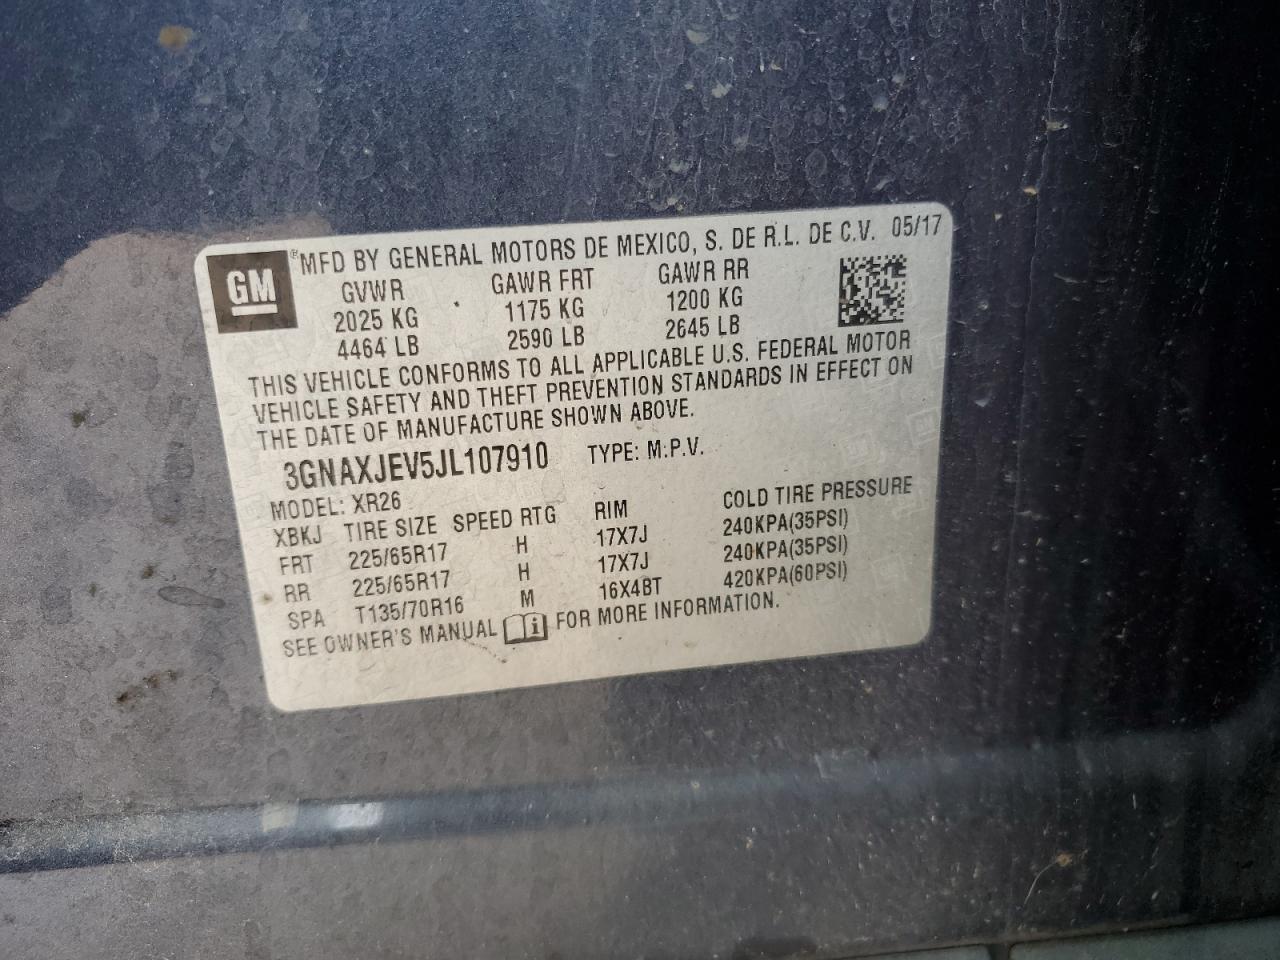 GM
® MFD BY GENERAL MOTORS DE MEXICO, S. DE R.L. DE C.V. 05/17
GVWR GAWR FRT GAWR RR
2025 KG 1175 KG 1200 KG
4464 LB 2590 LB 2645 LB
THIS VEHICLE CONFORMS TO ALL APPLICABLE U.S. FEDERAL MOTOR
VEHICLE SAFETY AND THEFT PREVENTION STANDARDS IN EFFECT ON
THE DATE OF MANUFACTURE SHOWN ABOVE.
3GNAXJEV5JL107910 TYPE: M.P.V.
MODEL: XR26
XBKJ TIRE SIZE SPEED RTG RIM COLD TIRE PRESSURE
FRT 225/65R17 H 17X7J 240KPA(35PSI)
RR 225/65R17 H 17X7J 240KPA(35PSI)
SPA T135/70R16 M 16X4BT 420KPA(60PSI)
SEE OWNER'S MANUAL i FOR MORE INFORMATION.